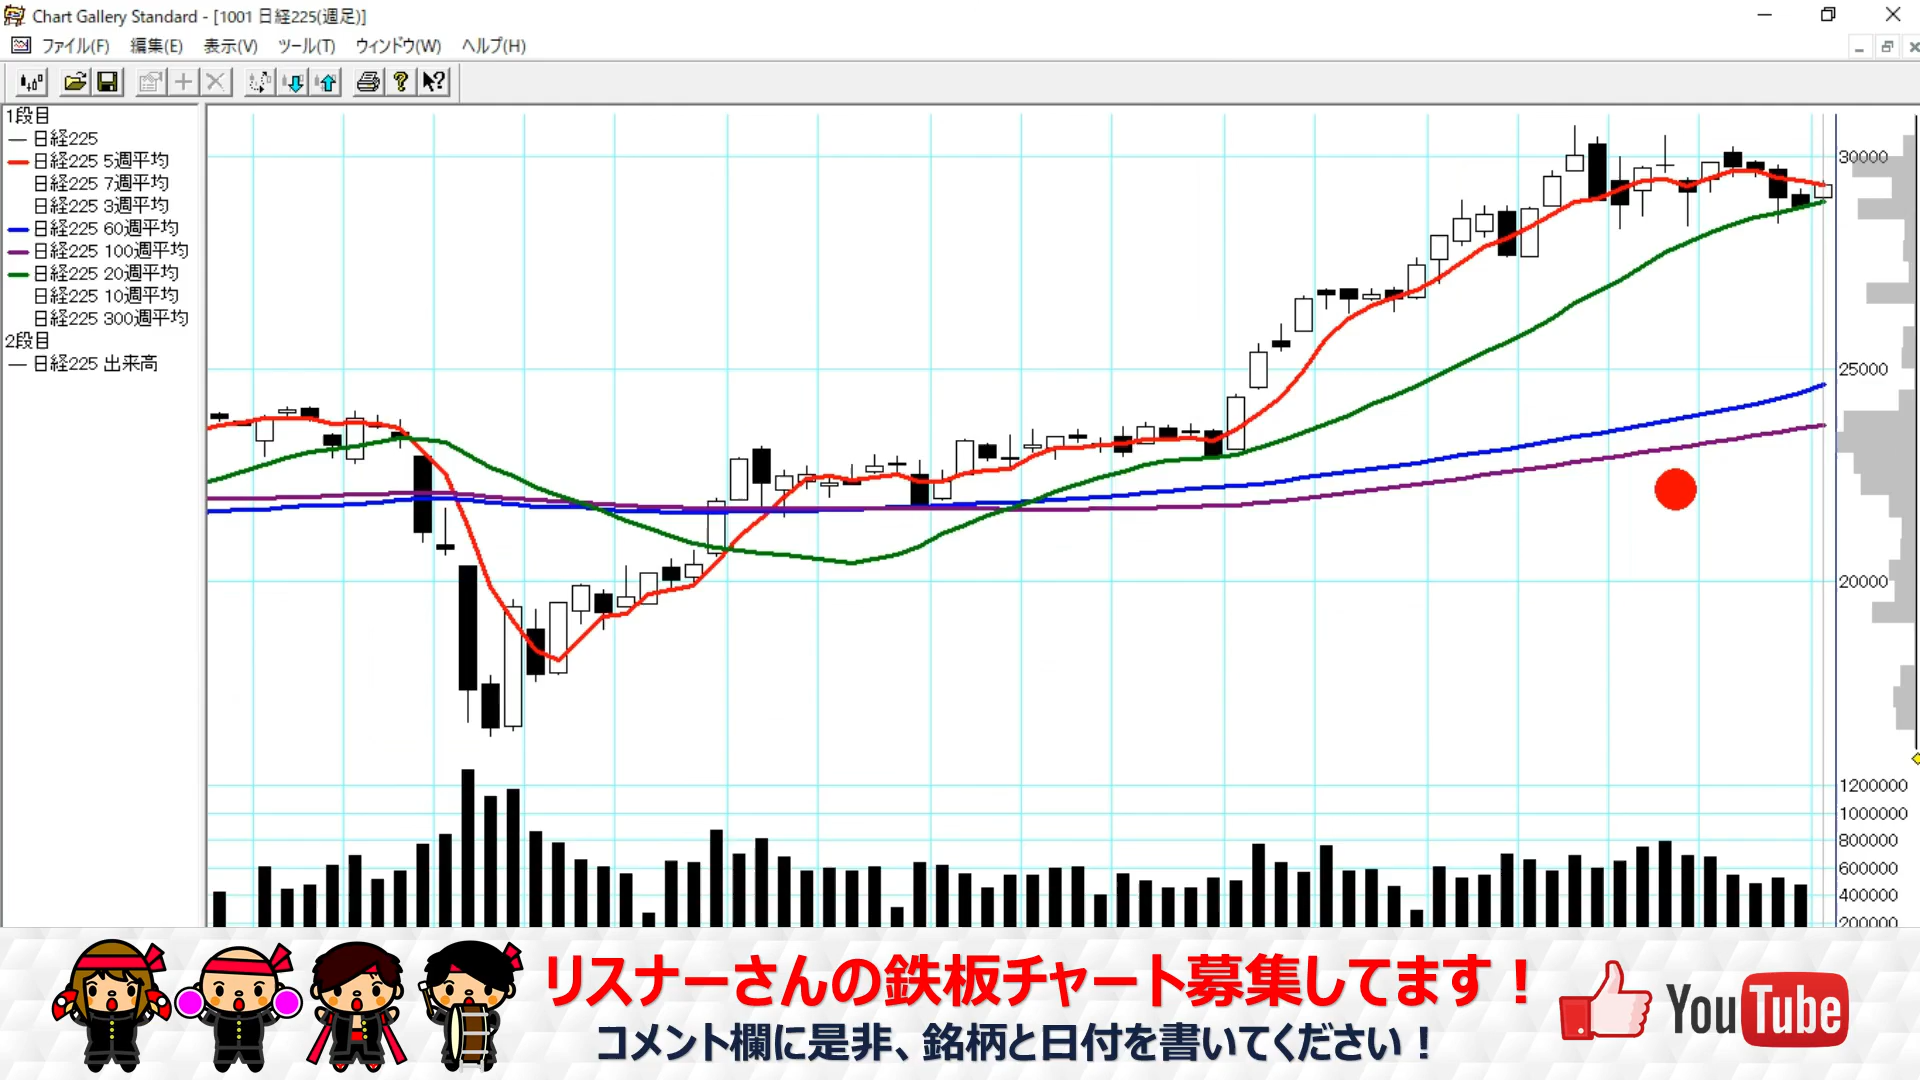 Chart Gallery Standard - [1001 日経225(週足)]
ファイル(F) 編集(E) 表示(V) ツール(T) ウィンドウ(W) ヘルプ(H)
1段目
日経225
日経225 5週平均
日経225 7週平均
日経225 3週平均
日経225 60週平均
日経225 100週平均
日経225 20週平均
日経225 10週平均
日経225 300週平均
2段目
日経225 出来高
30000
25000
20000
1200000
1000000
800000
600000
400000
200000
リスナーさんの鉄板チャート募集してます！
コメント欄に是非、銘柄と日付を書いてください！
YouTube